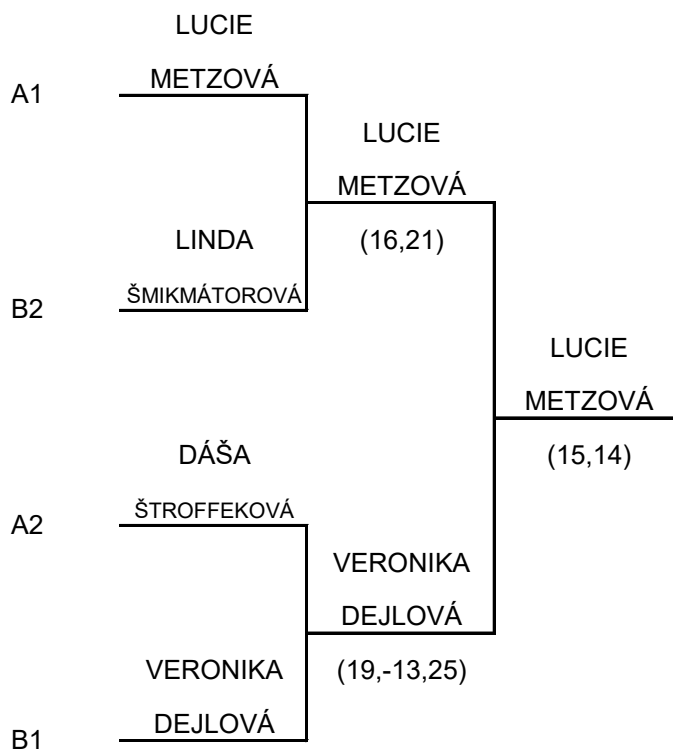 LUCIE
METZOVÁ
A1
LUCIE
METZOVÁ
LINDA
(16,21)
ŠMIKMÁTOROVÁ
B2
LUCIE
METZOVÁ
DÁŠA
(15,14)
ŠTROFFEKOVÁ
A2
VERONIKA
DEJLOVÁ
VERONIKA
(19,-13,25)
DEJLOVÁ
B1